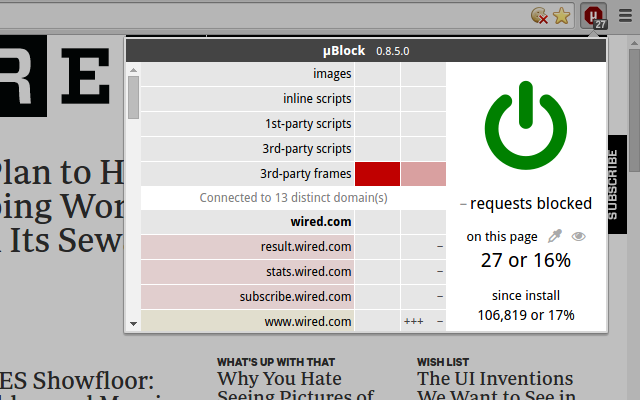 RE
µ
27
µBlock 0.8.5.0
images
inline scripts
1st-party scripts
3rd-party scripts
3rd-party frames
Connected to 13 distinct domain(s)
wired.com
result.wired.com –
stats.wired.com –
subscribe.wired.com –
www.wired.com +++ –
– requests blocked
on this page
27 or 16%
since install
106,819 or 17%
SUBSCRIBE
Plan to H
ing Wor
Its Sew
ES Showfloor:
WHAT'S UP WITH THAT
Why You Hate
Seeing Pictures of
WISH LIST
The UI Inventions
We Want to See in